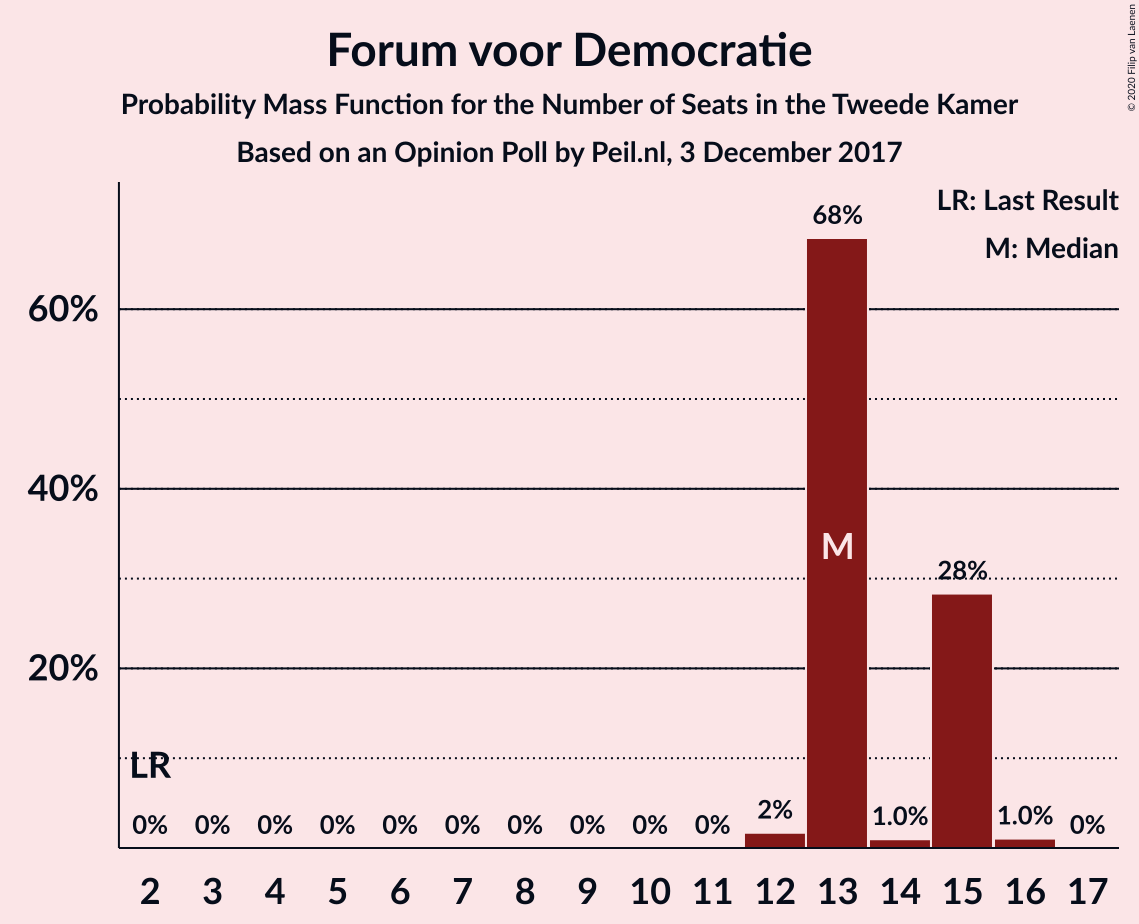 Forum voor Democratie
Probability Mass Function for the Number of Seats in the Tweede Kamer
Based on an Opinion Poll by Peil.nl, 3 December 2017
© 2020 Filip van Laenen
LR: Last Result
M: Median
68%
60%
40%
M
28%
20%
LR
0% 0% 0% 0% 0% 0% 0% 0% 0% 0% 2% 1.0% 1.0% 0%
2 3 4 5 6 7 8 9 10 11 12 13 14 15 16 17